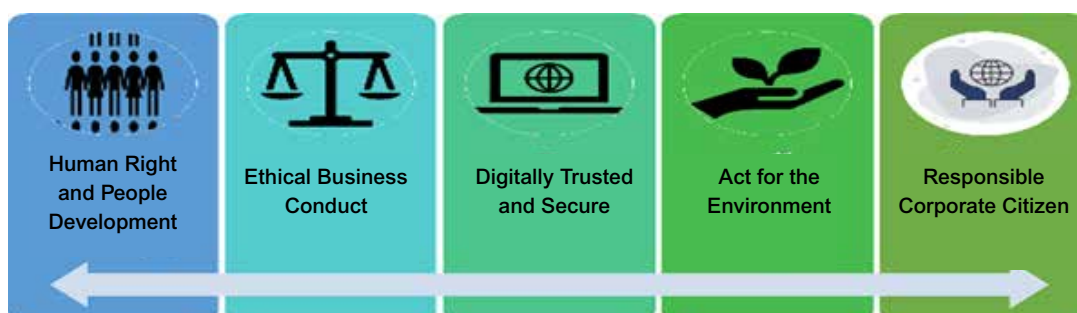 Human Right
and People
Development
Ethical Business
Conduct
Digitally Trusted
and Secure
Act for the
Environment
Responsible
Corporate Citizen